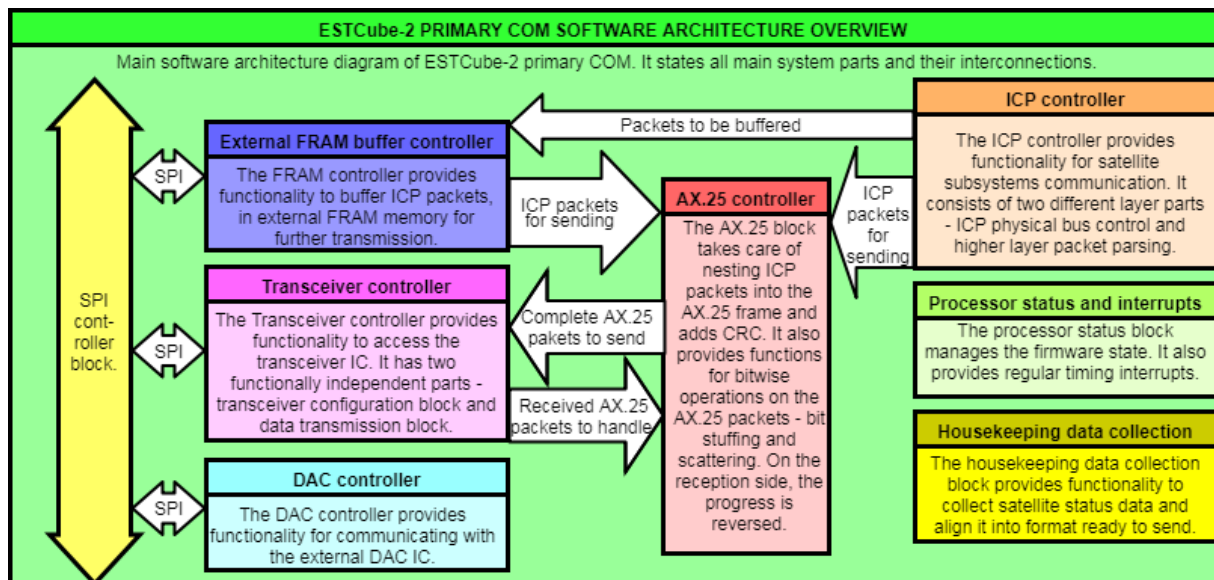 ESTCube-2 PRIMARY COM SOFTWARE ARCHITECTURE OVERVIEW
Main software architecture diagram of ESTCube-2 primary COM. It states all main system parts and their interconnections.
SPI
cont-
roller
block.
SPI
External FRAM buffer controller
The FRAM controller provides
functionality to buffer ICP packets,
in external FRAM memory for
further transmission.
SPI
Transceiver controller
The Transceiver controller provides
functionality to access the
transceiver IC. It has two
functionally independent parts -
transceiver configuration block and
data transmission block.
SPI
DAC controller
The DAC controller provides
functionality for communicating with
the external DAC IC.
Packets to be buffered
ICP packets
for sending
Complete AX.25
pakets to send
Received AX.25
packets to handle
AX.25 controller
The AX.25 block
takes care of
nesting ICP
packets into the
AX.25 frame and
adds CRC. It also
provides functions
for bitwise
operations on the
AX.25 packets - bit
stuffing and
scattering. On the
reception side, the
progress is
reversed.
ICP
packets
for
sending
ICP controller
The ICP controller provides
functionality for satellite
subsystems communication. It
consists of two different layer parts
- ICP physical bus control and
higher layer packet parsing.
Processor status and interrupts
The processor status block
manages the firmware state. It also
provides regular timing interrupts.
Housekeeping data collection
The housekeeping data collection
block provides functionality to
collect satellite status data and
align it into format ready to send.